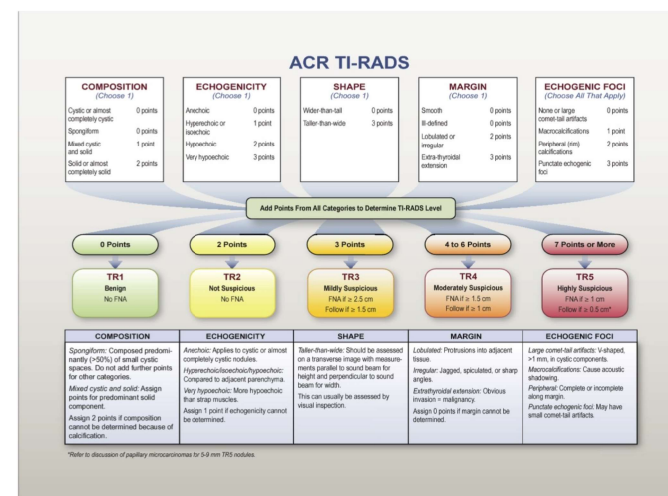 ACR TI-RADS
COMPOSITION
(Choose 1)
Cystic or almost completely cystic 0 points
Spongiform 0 points
Mixed cystic and solid 1 point
Solid or almost completely solid 2 points
ECHOGENICITY
(Choose 1)
Anechoic 0 points
Hyperechoic or isoechoic 1 point
Hypoechoic 2 points
Very hypoechoic 3 points
SHAPE
(Choose 1)
Wider-than-tall 0 points
Taller-than-wide 3 points
MARGIN
(Choose 1)
Smooth 0 points
Ill-defined 0 points
Lobulated or irregular 2 points
Extra-thyroidal extension 3 points
ECHOGENIC FOCI
(Choose All That Apply)
None or large comet-tail artifacts 0 points
Macrocalcifications 1 point
Peripheral (rim) calcifications 2 points
Punctate echogenic foci 3 points
Add Points From All Categories to Determine TI-RADS Level
0 Points
2 Points
3 Points
4 to 6 Points
7 Points or More
TR1
Benign
No FNA
TR2
Not Suspicious
No FNA
TR3
Mildly Suspicious
FNA if ≥ 2.5 cm
Follow if ≥ 1.5 cm
TR4
Moderately Suspicious
FNA if ≥ 1.5 cm
Follow if ≥ 1 cm
TR5
Highly Suspicious
FNA if ≥ 1 cm
Follow if ≥ 0.5 cm*
COMPOSITION
Spongiform: Composed predomi-
nantly (>50%) of small cystic
spaces. Do not add further points
for other categories.
Mixed cystic and solid: Assign
points for predominant solid
component.
Assign 2 points if composition
cannot be determined because of
calcification.
ECHOGENICITY
Anechoic: Applies to cystic or almost
completely cystic nodules.
Hyperechoic/isoechoic/hypoechoic:
Compared to adjacent parenchyma.
Very hypoechoic: More hypoechoic
than strap muscles.
Assign 1 point if echogenicity cannot
be determined.
SHAPE
Taller-than-wide: Should be assessed
on a transverse image with measure-
ments parallel to sound beam for
height and perpendicular to sound
beam for width.
This can usually be assessed by
visual inspection.
MARGIN
Lobulated: Protrusions into adjacent
tissue.
Irregular: Jagged, spiculated, or sharp
angles.
Extrathyroidal extension: Obvious
invasion = malignancy.
Assign 0 points if margin cannot be
determined.
ECHOGENIC FOCI
Large comet-tail artifacts: V-shaped,
>1 mm, in cystic components.
Macrocalcifications: Cause acoustic
shadowing.
Peripheral: Complete or incomplete
along margin.
Punctate echogenic foci: May have
small comet-tail artifacts.
*Refer to discussion of papillary microcarcinomas for 5-9 mm TR5 nodules.